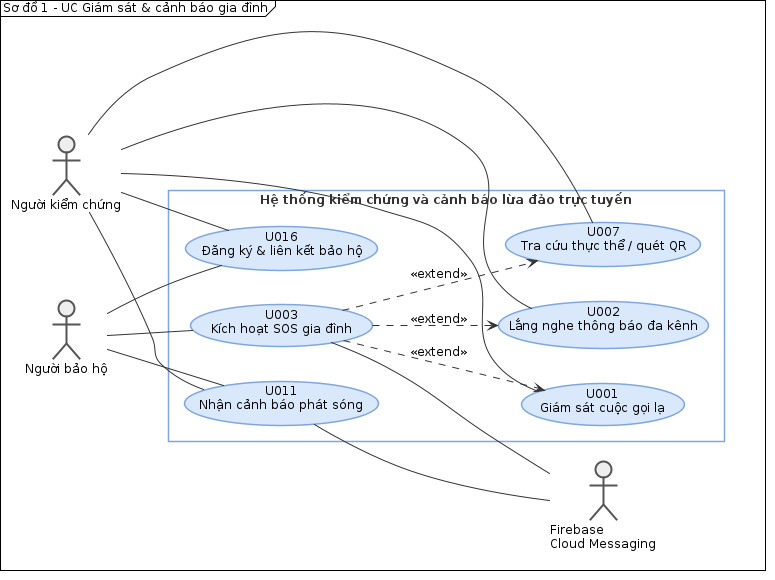 Sơ đồ 1 - UC Giám sát & cảnh báo gia đình
Hệ thống kiểm chứng và cảnh báo lừa đảo trực tuyến
Người kiểm chứng
U016
Đăng ký & liên kết bảo hộ
U007
Tra cứu thực thể / quét QR
«extend»
U003
Kích hoạt SOS gia đình
«extend»
U002
Lắng nghe thông báo đa kênh
Người bảo hộ
«extend»
U011
Nhận cảnh báo phát sóng
U001
Giám sát cuộc gọi lạ
Firebase
Cloud Messaging